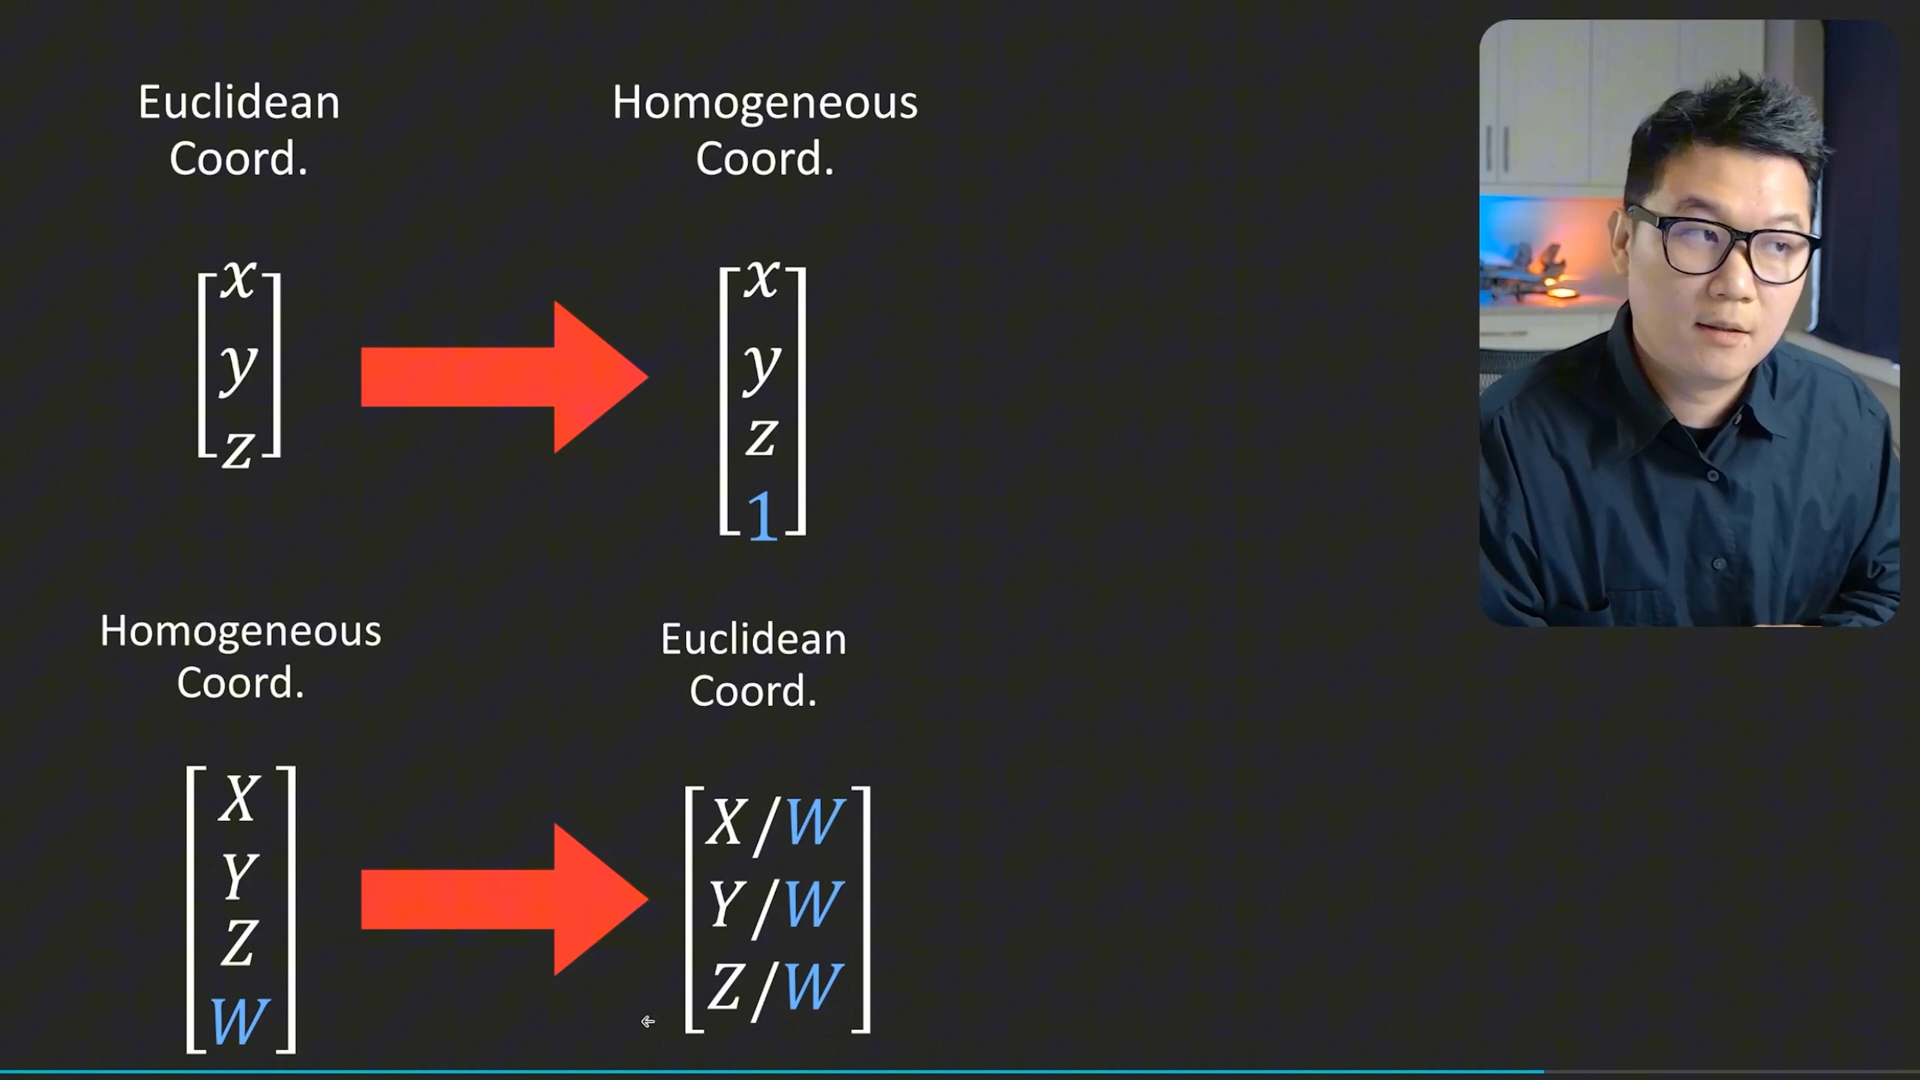 Euclidean
Coord.
Homogeneous
Coord.
x
y
z
x
y
z
1
Homogeneous
Coord.
Euclidean
Coord.
X
Y
Z
W
X/W
Y/W
Z/W